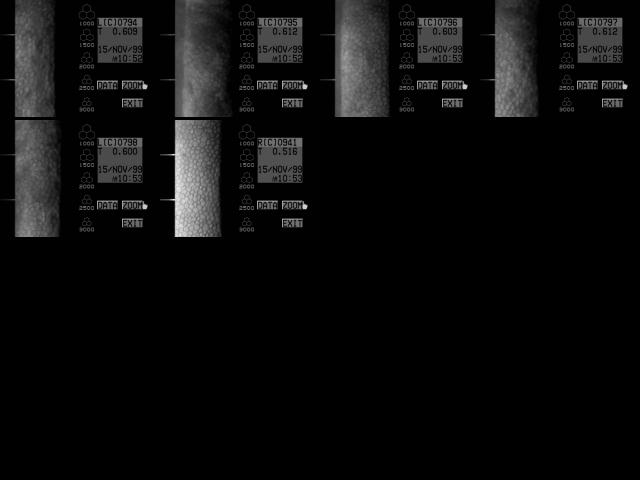 1000
L(C)0794
T 0.609
1500
15/NOV/99
10:52
2000
2500
DATA ZOOM
EXIT
3000
1000
L(C)0795
T 0.612
1500
15/NOV/99
10:52
2000
2500
DATA ZOOM
EXIT
3000
1000
L(C)0796
T 0.603
1500
15/NOV/99
10:53
2000
2500
DATA ZOOM
EXIT
3000
1000
L(C)0797
T 0.612
1500
15/NOV/99
10:53
2000
2500
DATA ZOOM
EXIT
3000
1000
L(C)0798
T 0.600
1500
15/NOV/99
10:53
2000
2500
DATA ZOOM
EXIT
3000
1000
R(C)0941
T 0.516
1500
15/NOV/99
10:53
2000
2500
DATA ZOOM
EXIT
3000